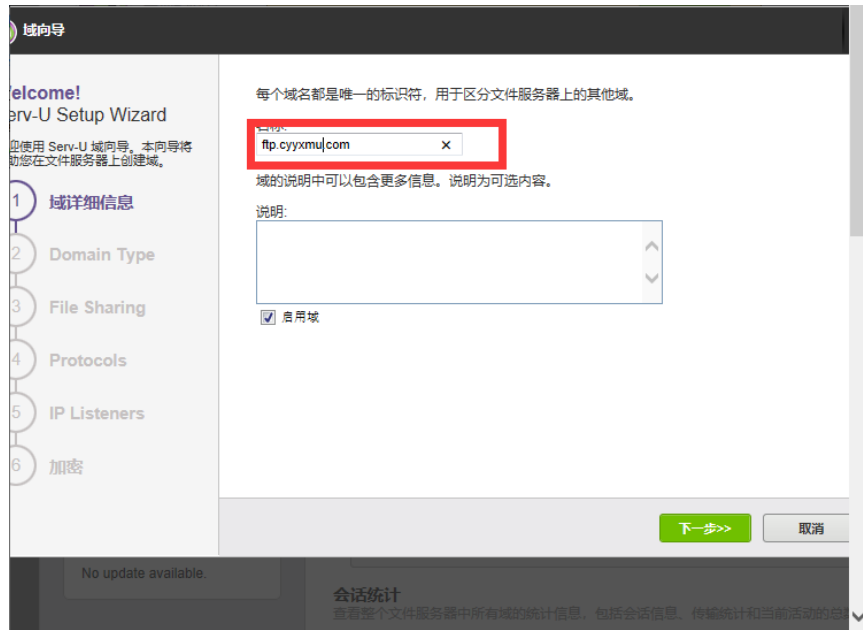 域向导
elcome!
erv-U Setup Wizard
迎使用 Serv-U 域向导。本向导将
助您在文件服务器上创建域。
1 域详细信息
2 Domain Type
3 File Sharing
4 Protocols
5 IP Listeners
6 加密
每个域名都是唯一的标识符，用于区分文件服务器上的其他域。
名称:
ftp.cyyxmu.com
域的说明中可以包含更多信息。说明为可选内容。
说明:
启用域
下一步>>
取消
No update available.
会话统计
查看整个文件服务器中所有域的统计信息，包括会话信息、传输统计和当前活动的总